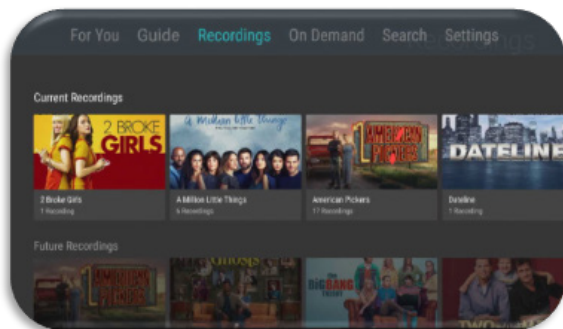 For You Guide Recordings On Demand Search Settings
Recordings
Current Recordings
2 BROKE
GIRLS
a million little things
AMERICAN
PICKERS
DATELINE
2 Broke Girls
A Million Little Things
American Pickers
Dateline
1 Recording
6 Recordings
17 Recordings
1 Recording
Future Recordings
AMERICAN
PICKERS
GHOSTS
the
BIG BANG
THEORY
TWO